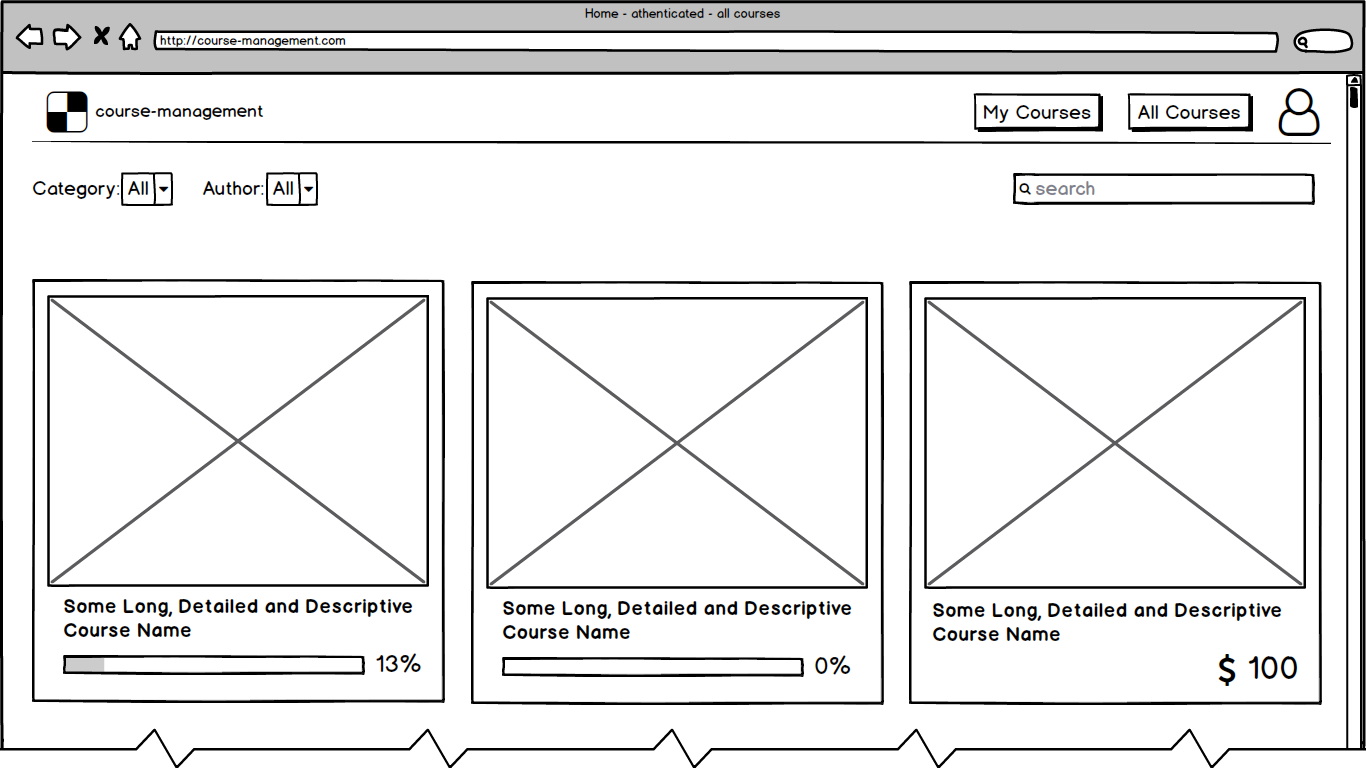 Home - athenticated - all courses
http://course-management.com
course-management
My Courses
All Courses
Category: All
Author: All
search
Some Long, Detailed and Descriptive
Course Name
13%
Some Long, Detailed and Descriptive
Course Name
0%
Some Long, Detailed and Descriptive
Course Name
$ 100